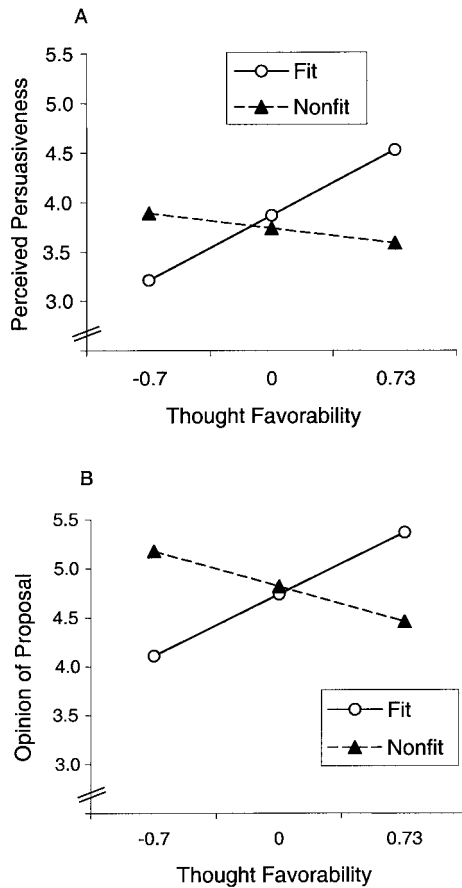 A
5.5
Fit
Nonfit
5.0
4.5
4.0
3.5
3.0
Perceived Persuasiveness
-0.7 0 0.73
Thought Favorability
B
5.5
5.0
4.5
4.0
3.5
3.0
Opinion of Proposal
Fit
Nonfit
-0.7 0 0.73
Thought Favorability